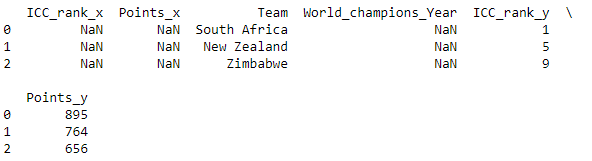 ICC_rank_x Points_x Team World_champions_Year ICC_rank_y \
0 NaN NaN South Africa NaN 1
1 NaN NaN New Zealand NaN 5
2 NaN NaN Zimbabwe NaN 9
Points_y
0 895
1 764
2 656